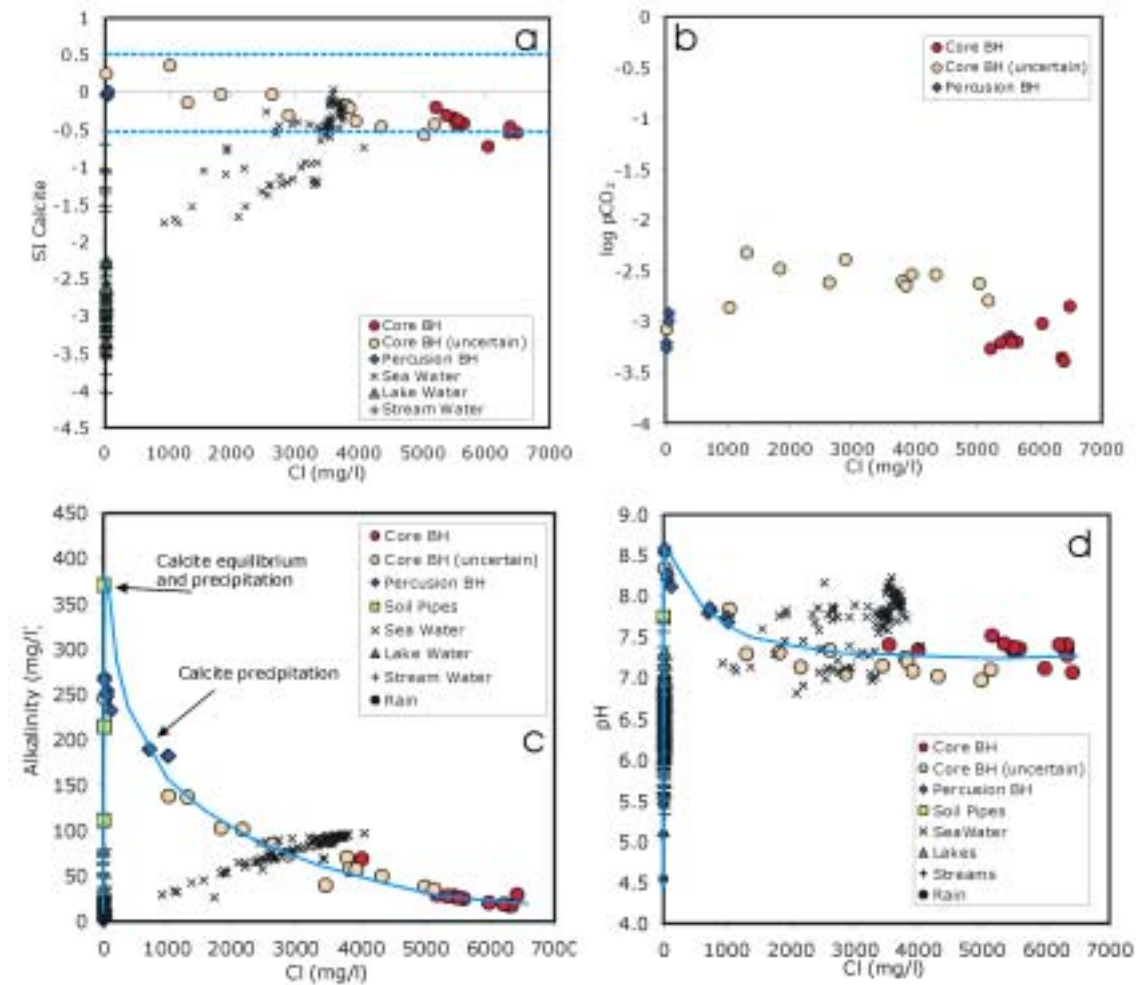 a
1
0.5
0
-0.5
-1
-1.5
-2
-2.5
-3
-3.5
-4
-4.5
SI Calcite
0 1000 2000 3000 4000 5000 6000 7000
Cl (mg/l)
Core BH
Core BH (uncertain)
Percusion BH
Sea Water
Lake Water
Stream Water
b
0
-0.5
-1
-1.5
-2
-2.5
-3
-3.5
-4
log pCO₂
0 1000 2000 3000 4000 5000 6000 7000
Cl (mg/l)
Core BH
Core BH (uncertain)
Percusion BH
c
450
400
350
300
250
200
150
100
50
0
Alkalinity (mg/l)
Calcite equilibrium
and precipitation
Calcite precipitation
0 1000 2000 3000 4000 5000 6000 7000
Cl (mg/l)
Core BH
Core BH (uncertain)
Percusion BH
Soil Pipes
Sea Water
Lake Water
Stream Water
Rain
d
9.0
8.5
8.0
7.5
7.0
6.5
6.0
5.5
5.0
4.5
4.0
pH
0 1000 2000 3000 4000 5000 6000 7000
Cl (mg/l)
Core BH
Core BH (uncertain)
Percusion BH
Soil Pipes
SeaWater
Lakes
Streams
Rain